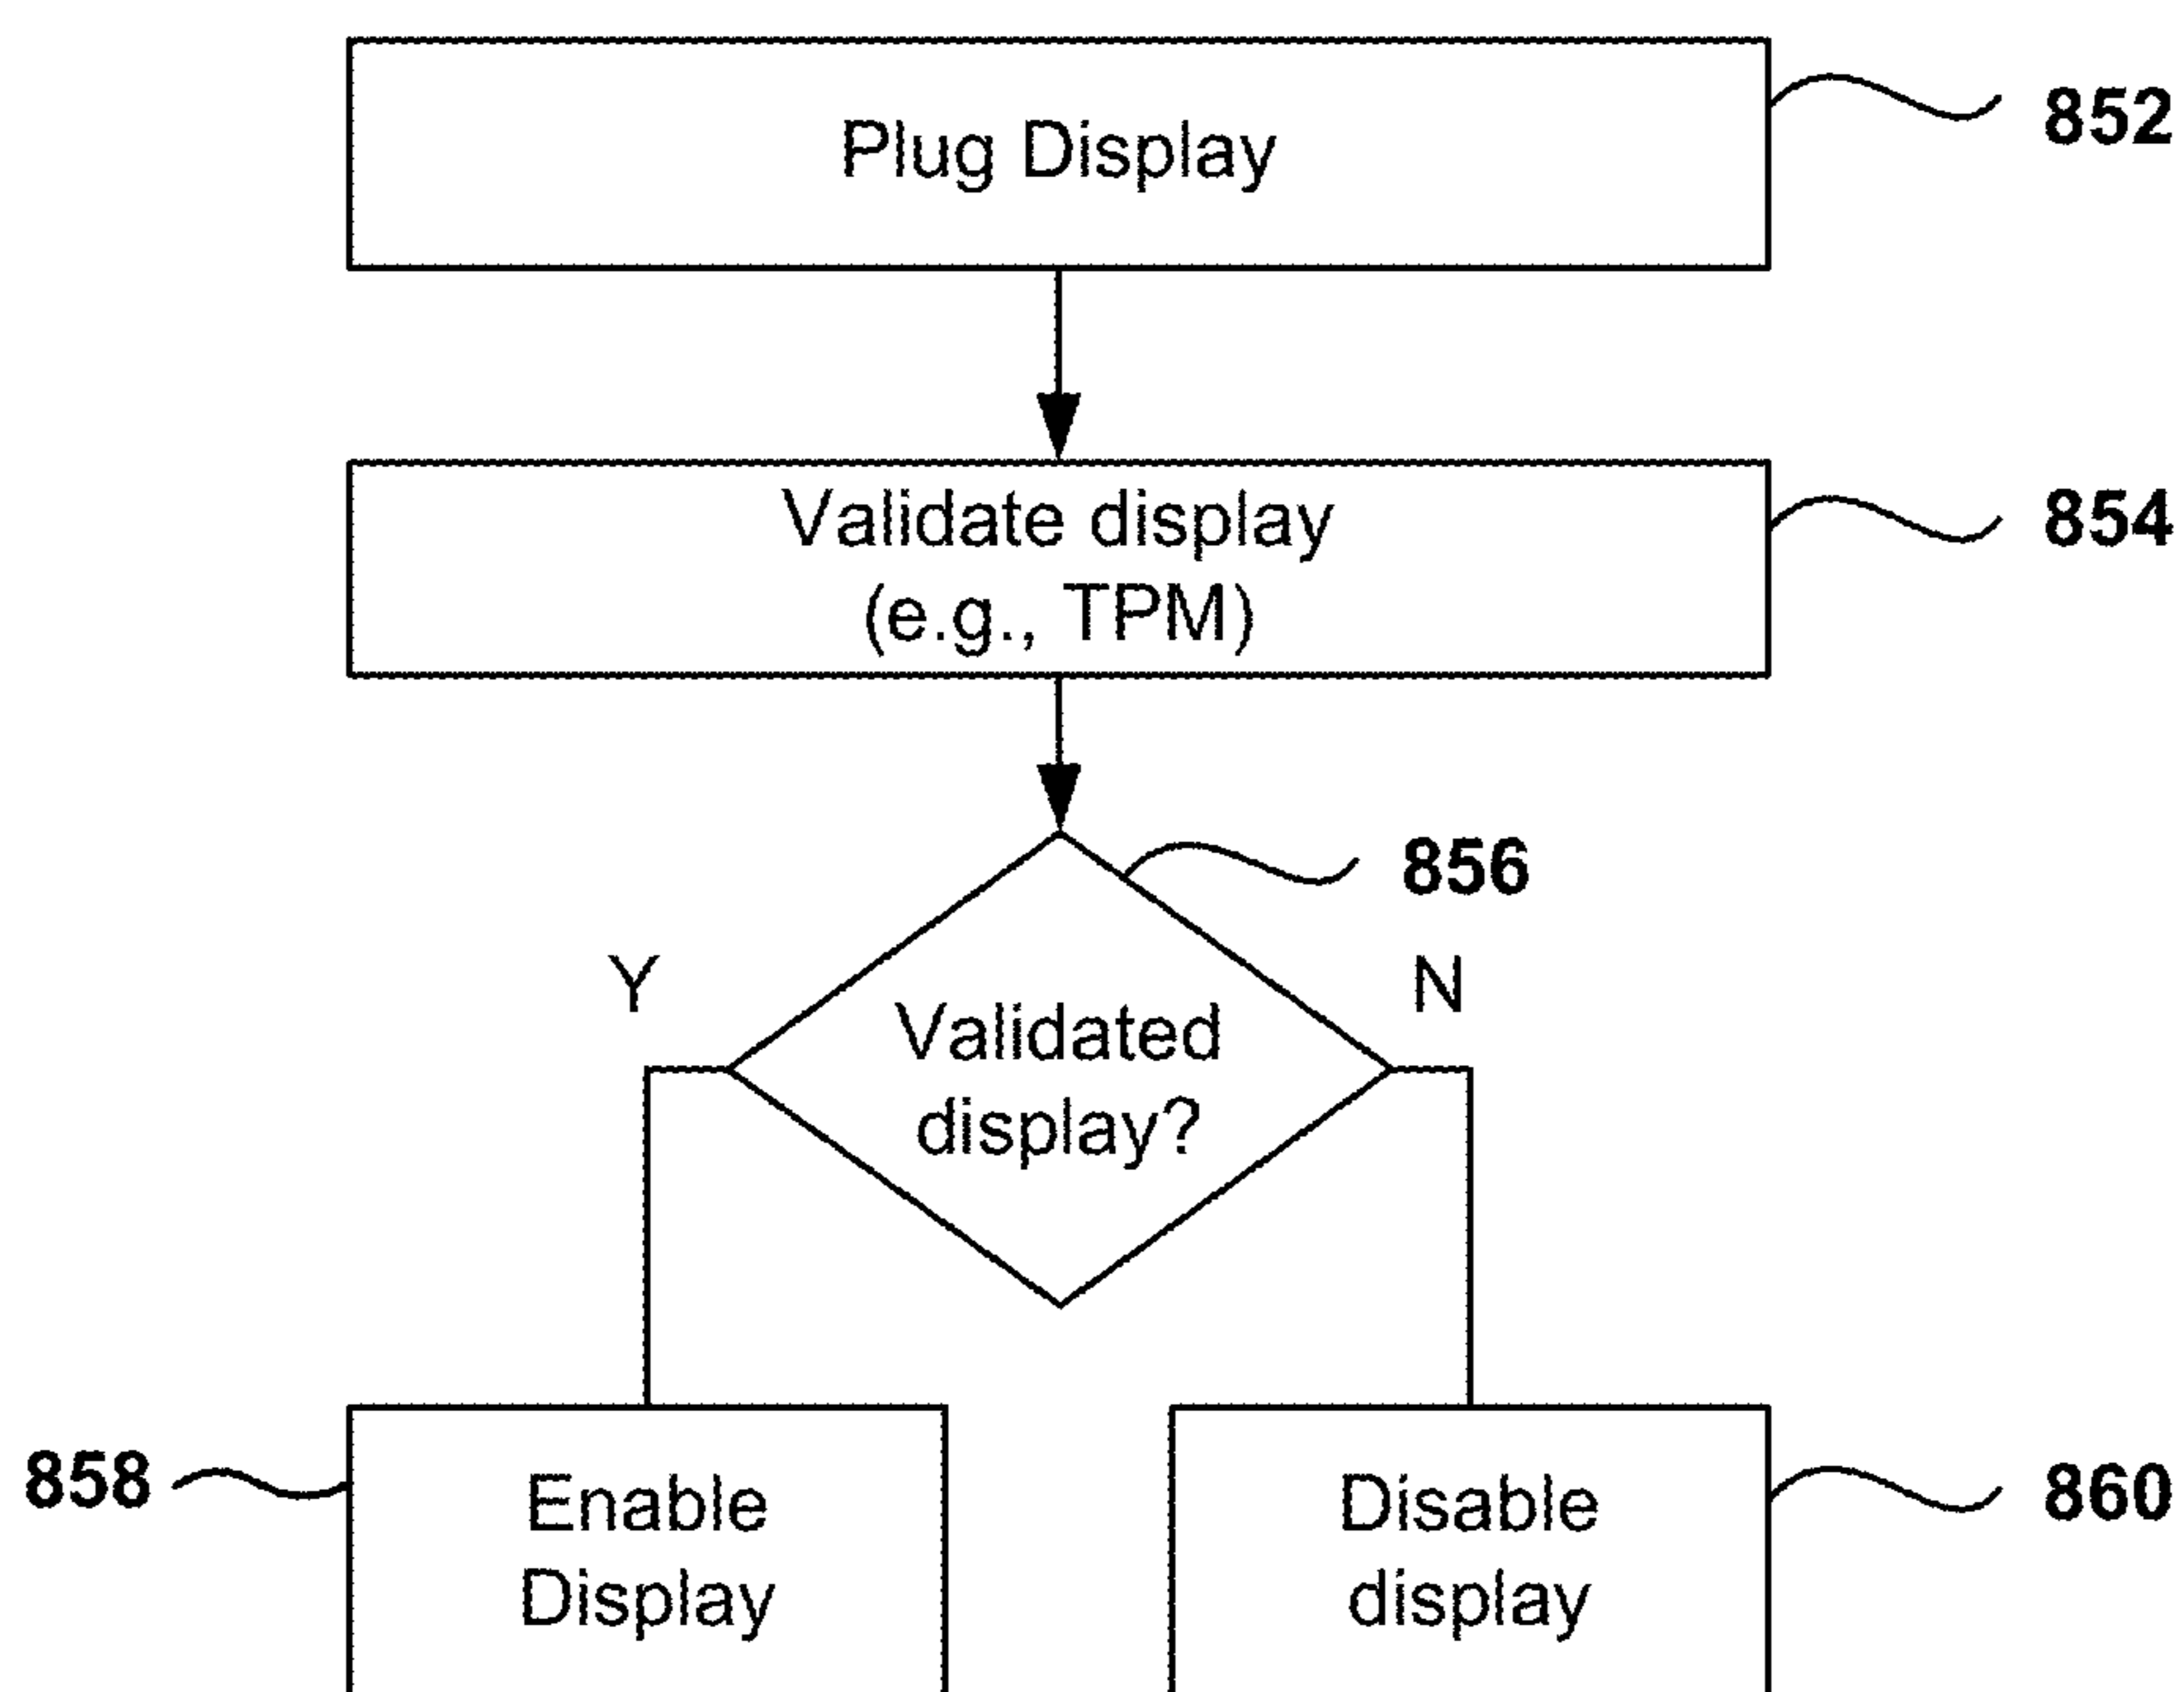 Plug Display
852
Validate display
(e.g., TPM)
854
856
Y
N
Validated
display?
858
Enable
Display
Disable
display
860